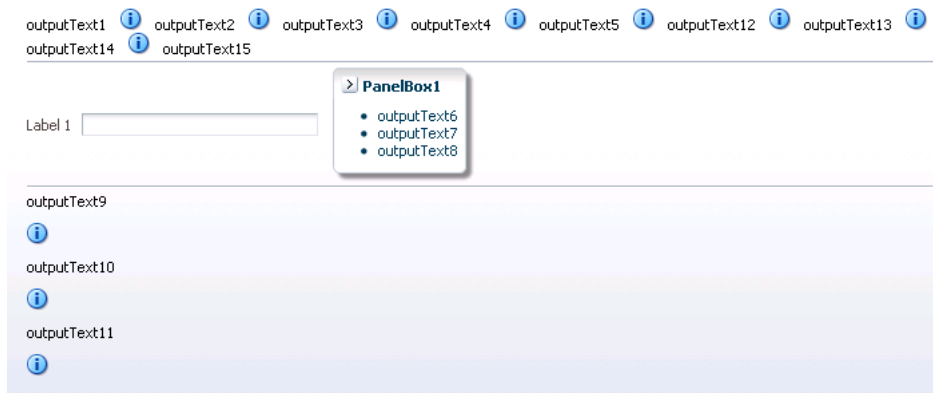 outputText1 outputText2 outputText3 outputText4 outputText5 outputText12 outputText13
outputText14 outputText15
PanelBox1
Label 1
outputText6
outputText7
outputText8
outputText9
outputText10
outputText11